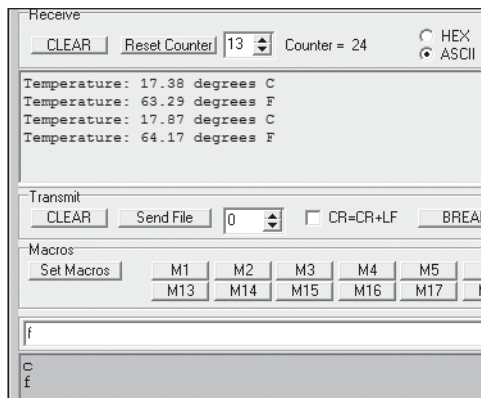 Receive
CLEAR Reset Counter 13 Counter = 24 HEX
ASCII
Temperature: 17.38 degrees C
Temperature: 63.29 degrees F
Temperature: 17.87 degrees C
Temperature: 64.17 degrees F
Transmit
CLEAR Send File 0 CR=CR+LF BREA
Macros
Set Macros M1 M2 M3 M4 M5
M13 M14 M15 M16 M17
f
c
f